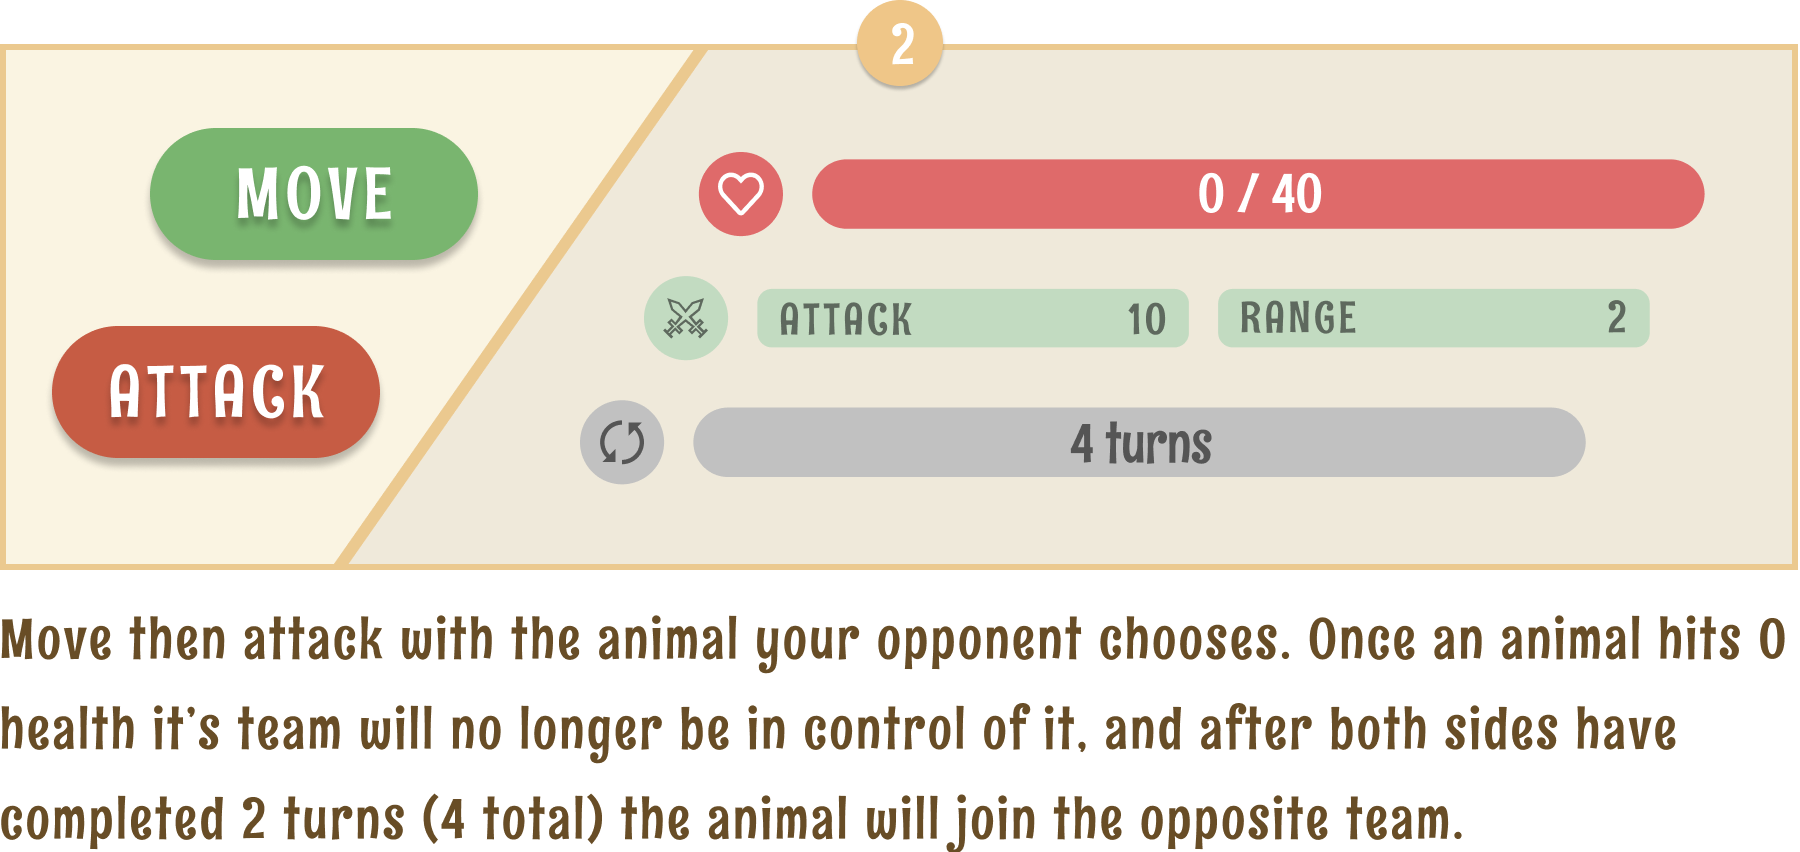 2
MOVE
0 / 40
ATTACK 10 RANGE 2
ATTACK
4 turns
Move then attack with the animal your opponent chooses. Once an animal hits 0
health it's team will no longer be in control of it, and after both sides have
completed 2 turns (4 total) the animal will join the opposite team.